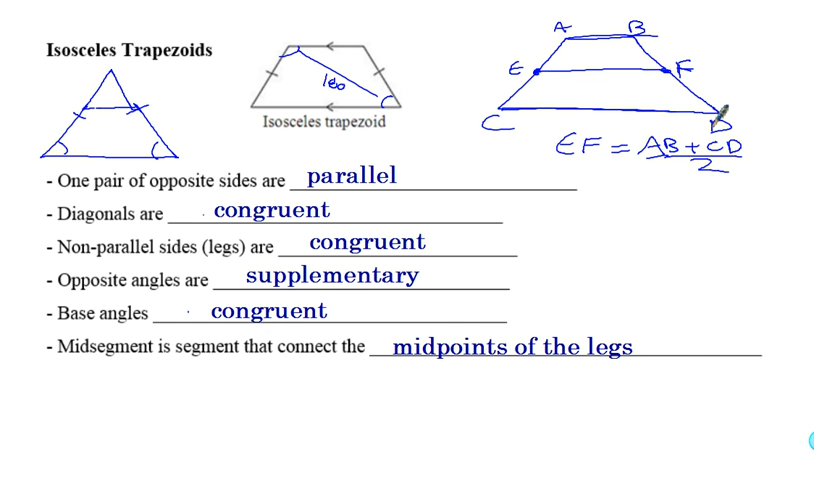 Isosceles Trapezoids
180
Isosceles trapezoid
A B
E F
C D
EF = AB + CD / 2
- One pair of opposite sides are parallel
- Diagonals are congruent
- Non-parallel sides (legs) are congruent
- Opposite angles are supplementary
- Base angles congruent
- Midsegment is segment that connect the midpoints of the legs